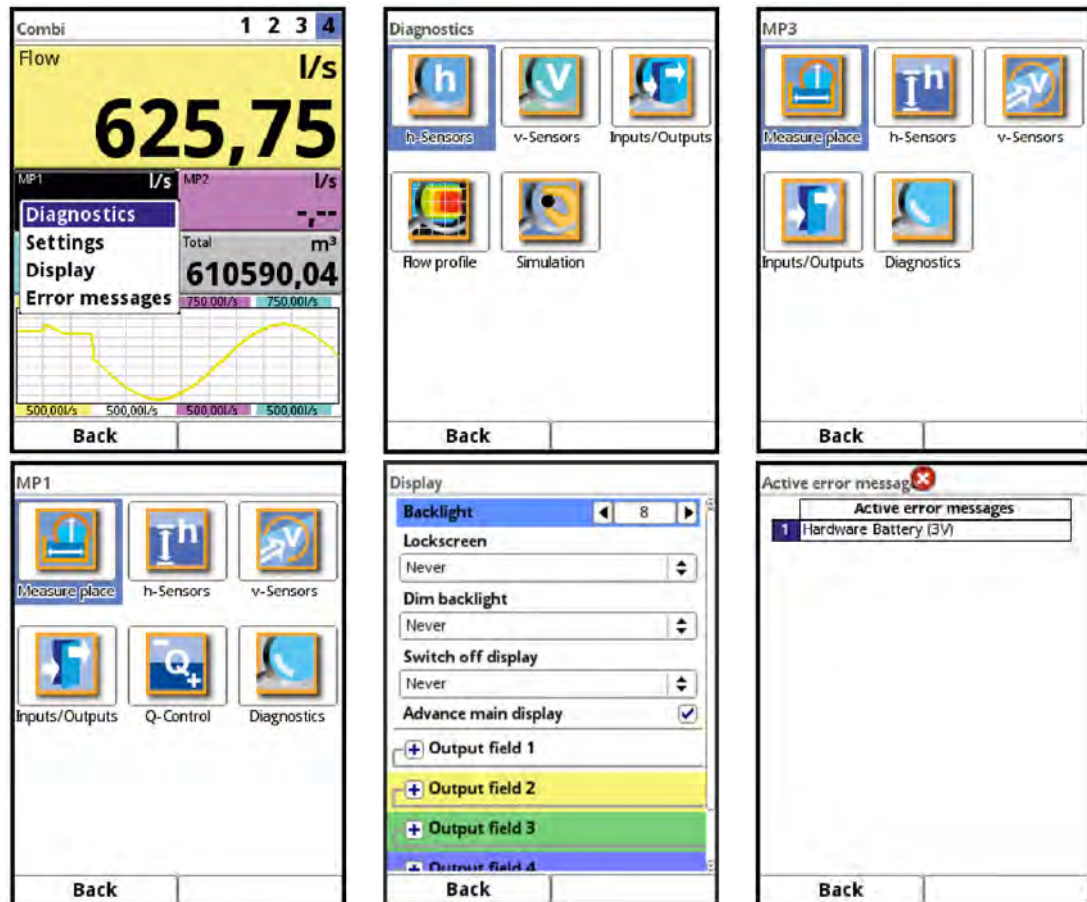 Combi 1 2 3 4
Flow l/s
625,75
MP1 l/s MP2 l/s
-,--
Diagnostics
Settings
Display
Error messages
Total m³
610590,04
750,00l/s 750,00l/s
500,00l/s 500,00l/s 500,00l/s 500,00l/s
Back
Diagnostics
h
V
h-Sensors v-Sensors Inputs/Outputs
Flow profile Simulation
Back
MP3
h
V
Measure place h-Sensors v-Sensors
Inputs/Outputs Diagnostics
Back
MP1
h
V
Measure place h-Sensors v-Sensors
Q
Inputs/Outputs Q-Control Diagnostics
Back
Display
Backlight 8
Lockscreen
Never
Dim backlight
Never
Switch off display
Never
Advance main display
Output field 1
Output field 2
Output field 3
Output field 4
Back
Active error messag
Active error messages
1 Hardware Battery (3V)
Back